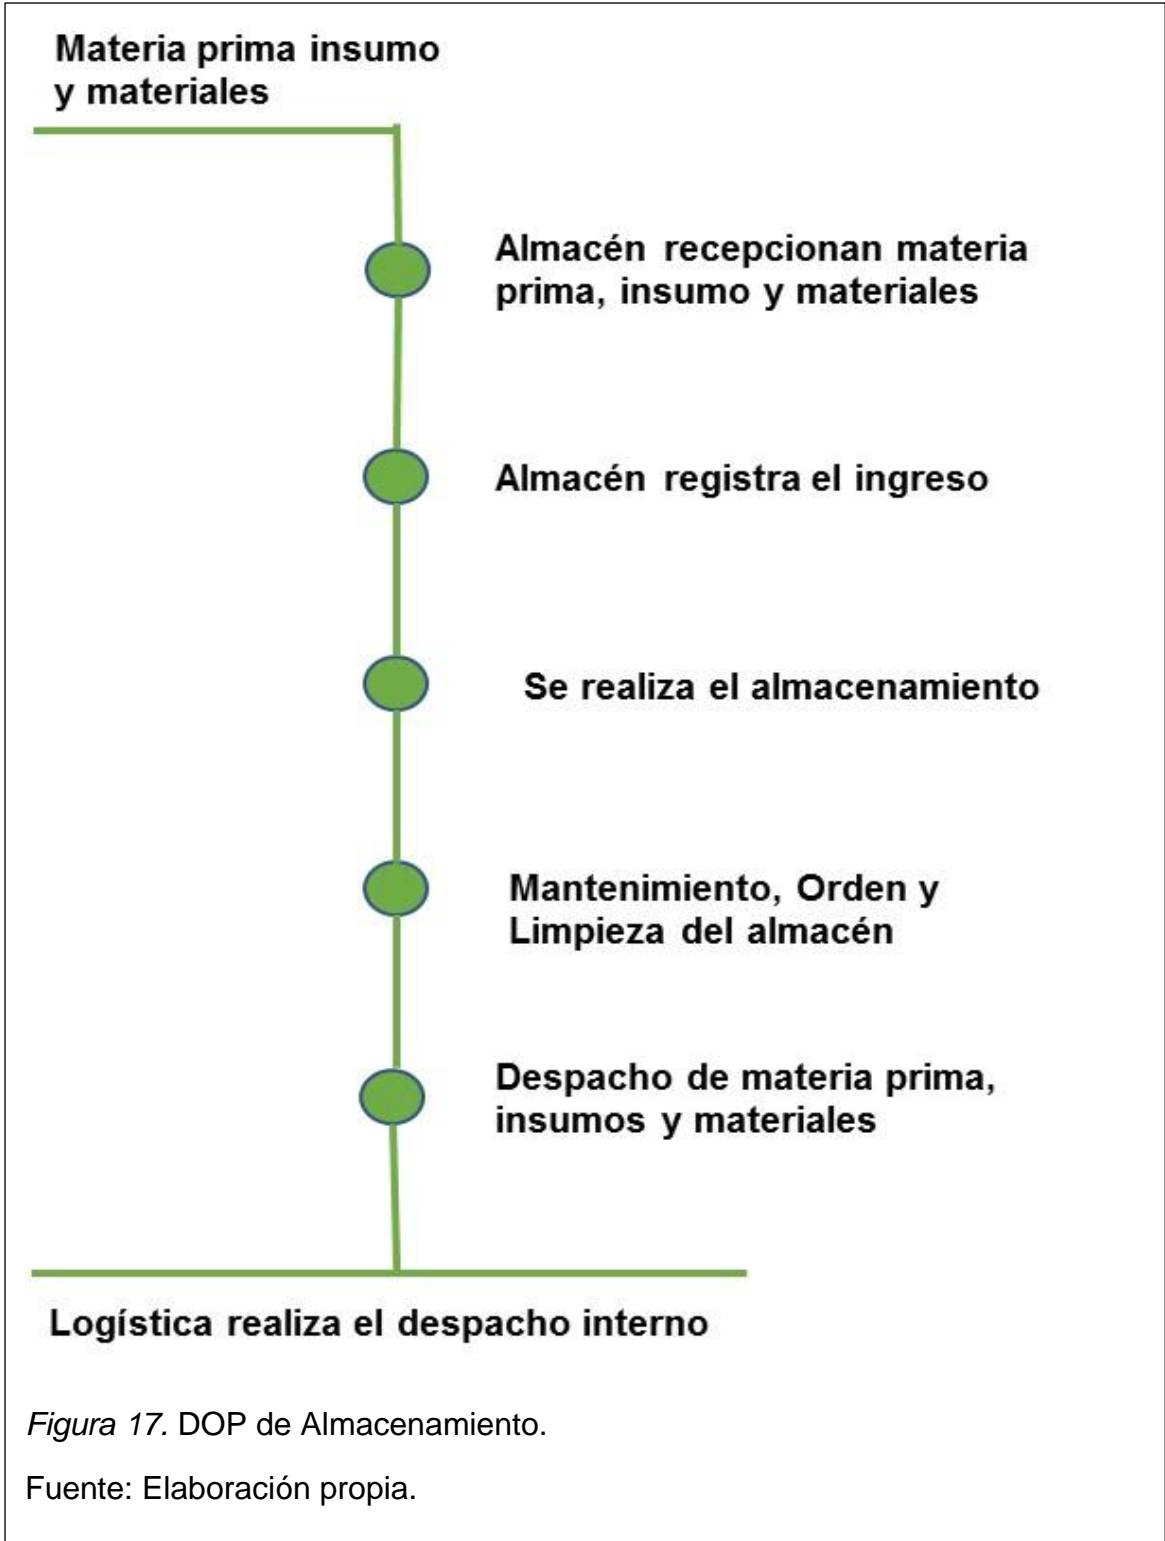 Materia prima insumo
y materiales
Almacén recepcionan materia
prima, insumo y materiales
Almacén registra el ingreso
Se realiza el almacenamiento
Mantenimiento, Orden y
Limpieza del almacén
Despacho de materia prima,
insumos y materiales
Logística realiza el despacho interno
Figura 17. DOP de Almacenamiento.
Fuente: Elaboración propia.